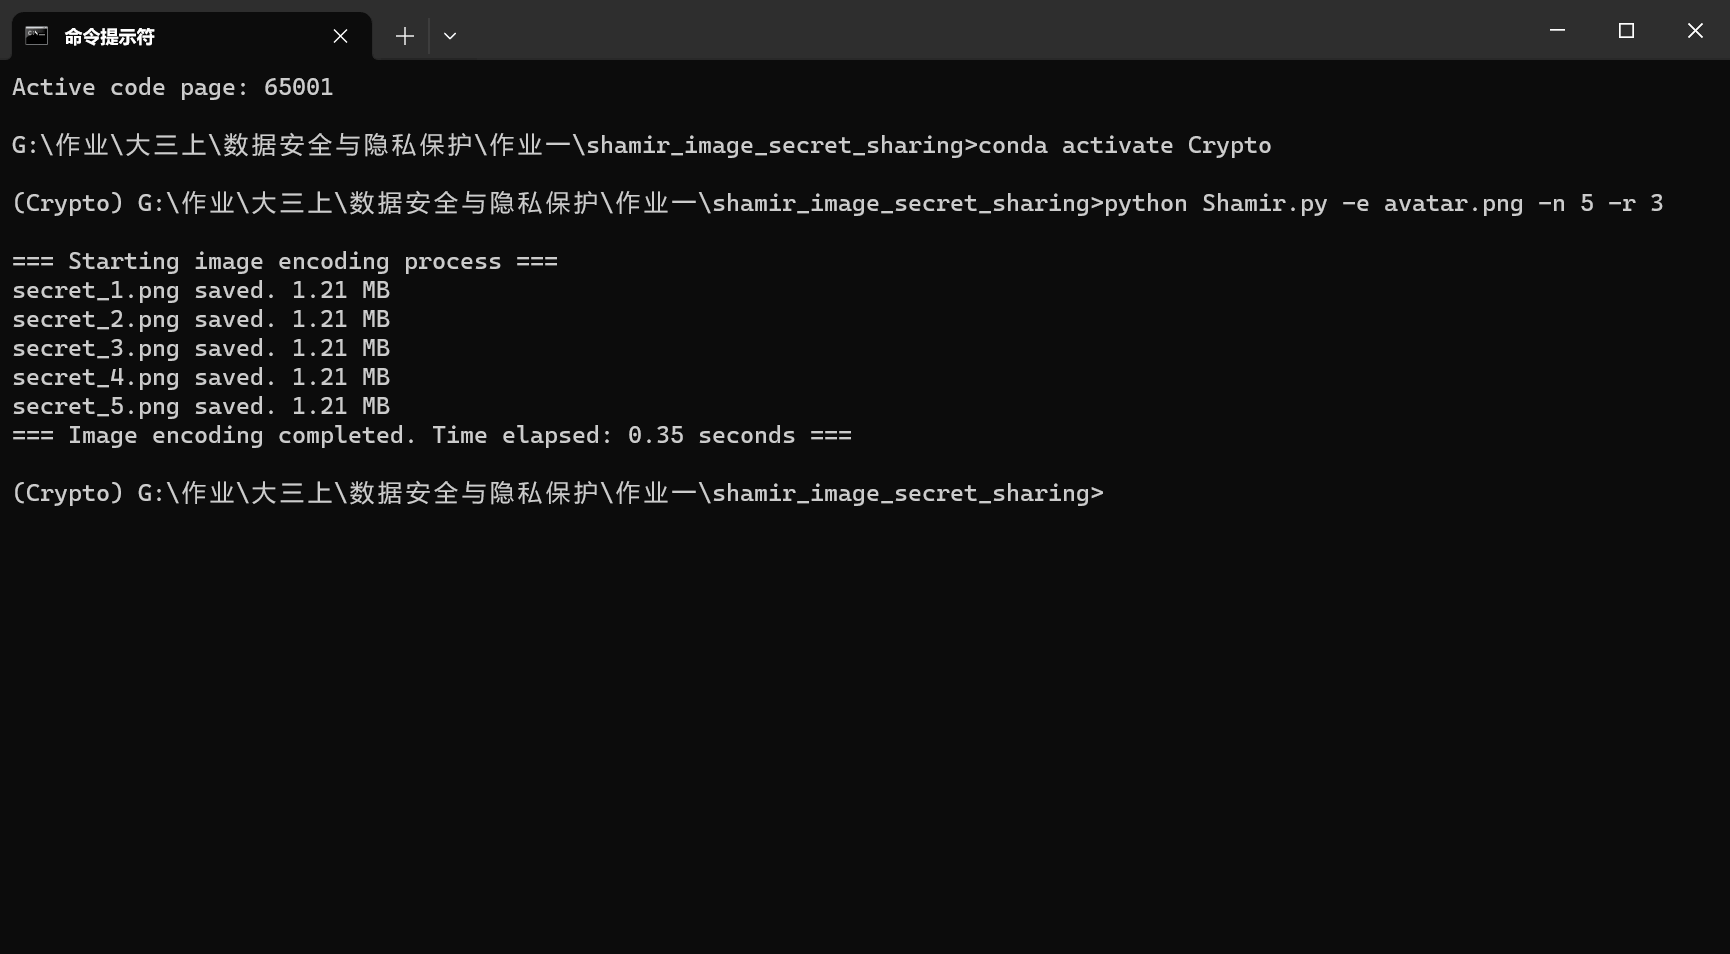 命令提示符
Active code page: 65001
G:\作业\大三上\数据安全与隐私保护\作业一\shamir_image_secret_sharing>conda activate Crypto
(Crypto) G:\作业\大三上\数据安全与隐私保护\作业一\shamir_image_secret_sharing>python Shamir.py -e avatar.png -n 5 -r 3
=== Starting image encoding process ===
secret_1.png saved. 1.21 MB
secret_2.png saved. 1.21 MB
secret_3.png saved. 1.21 MB
secret_4.png saved. 1.21 MB
secret_5.png saved. 1.21 MB
=== Image encoding completed. Time elapsed: 0.35 seconds ===
(Crypto) G:\作业\大三上\数据安全与隐私保护\作业一\shamir_image_secret_sharing>